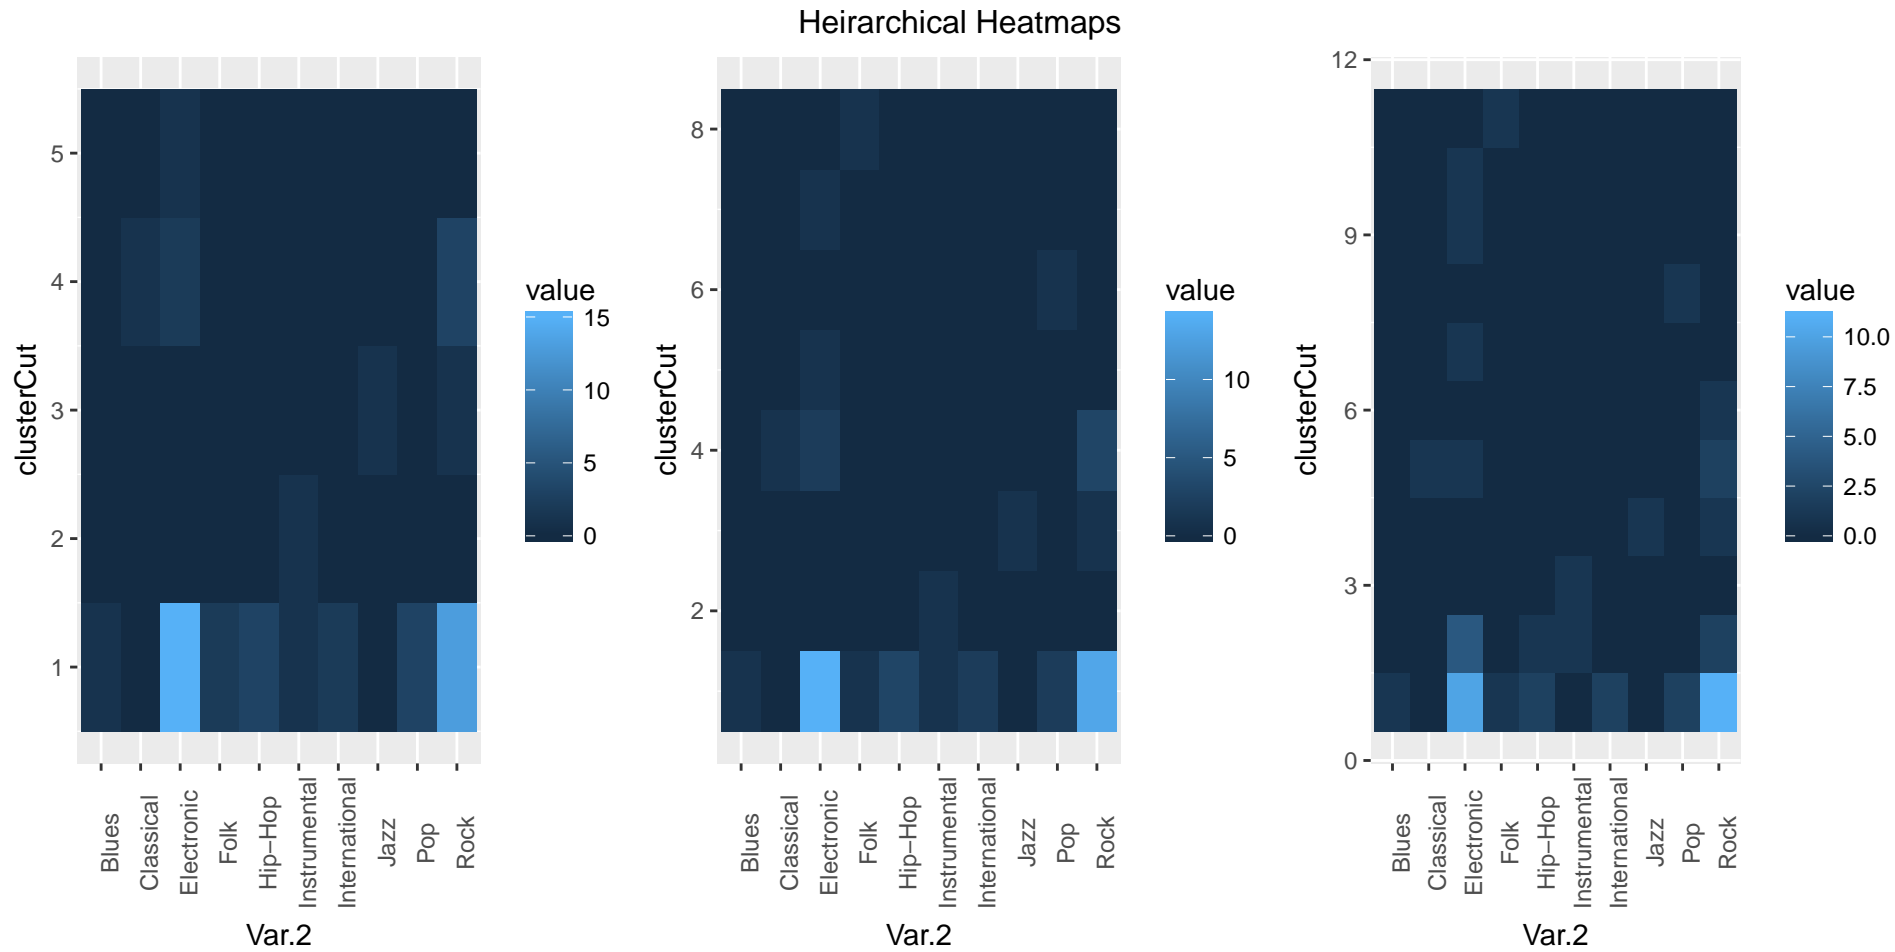 Heirarchical Heatmaps
clusterCut
5
4
3
2
1
Blues
Classical
Electronic
Folk
Hip−Hop
Instrumental
International
Jazz
Pop
Rock
Var.2
value
15
10
5
0
clusterCut
8
6
4
2
Blues
Classical
Electronic
Folk
Hip−Hop
Instrumental
International
Jazz
Pop
Rock
Var.2
value
10
5
0
clusterCut
12
9
6
3
0
Blues
Classical
Electronic
Folk
Hip−Hop
Instrumental
International
Jazz
Pop
Rock
Var.2
value
10.0
7.5
5.0
2.5
0.0